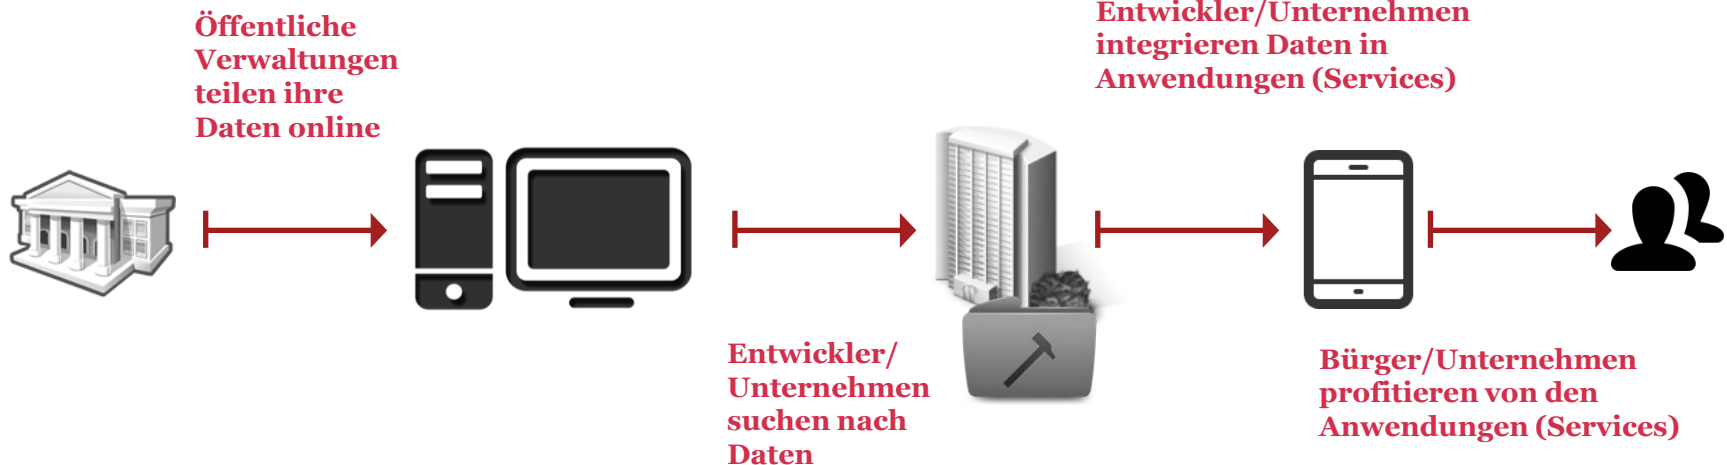 Öffentliche
Verwaltungen
teilen ihre
Daten online
Entwickler/
Unternehmen
suchen nach
Daten
Entwickler/Unternehmen
integrieren Daten in
Anwendungen (Services)
Bürger/Unternehmen
profitieren von den
Anwendungen (Services)